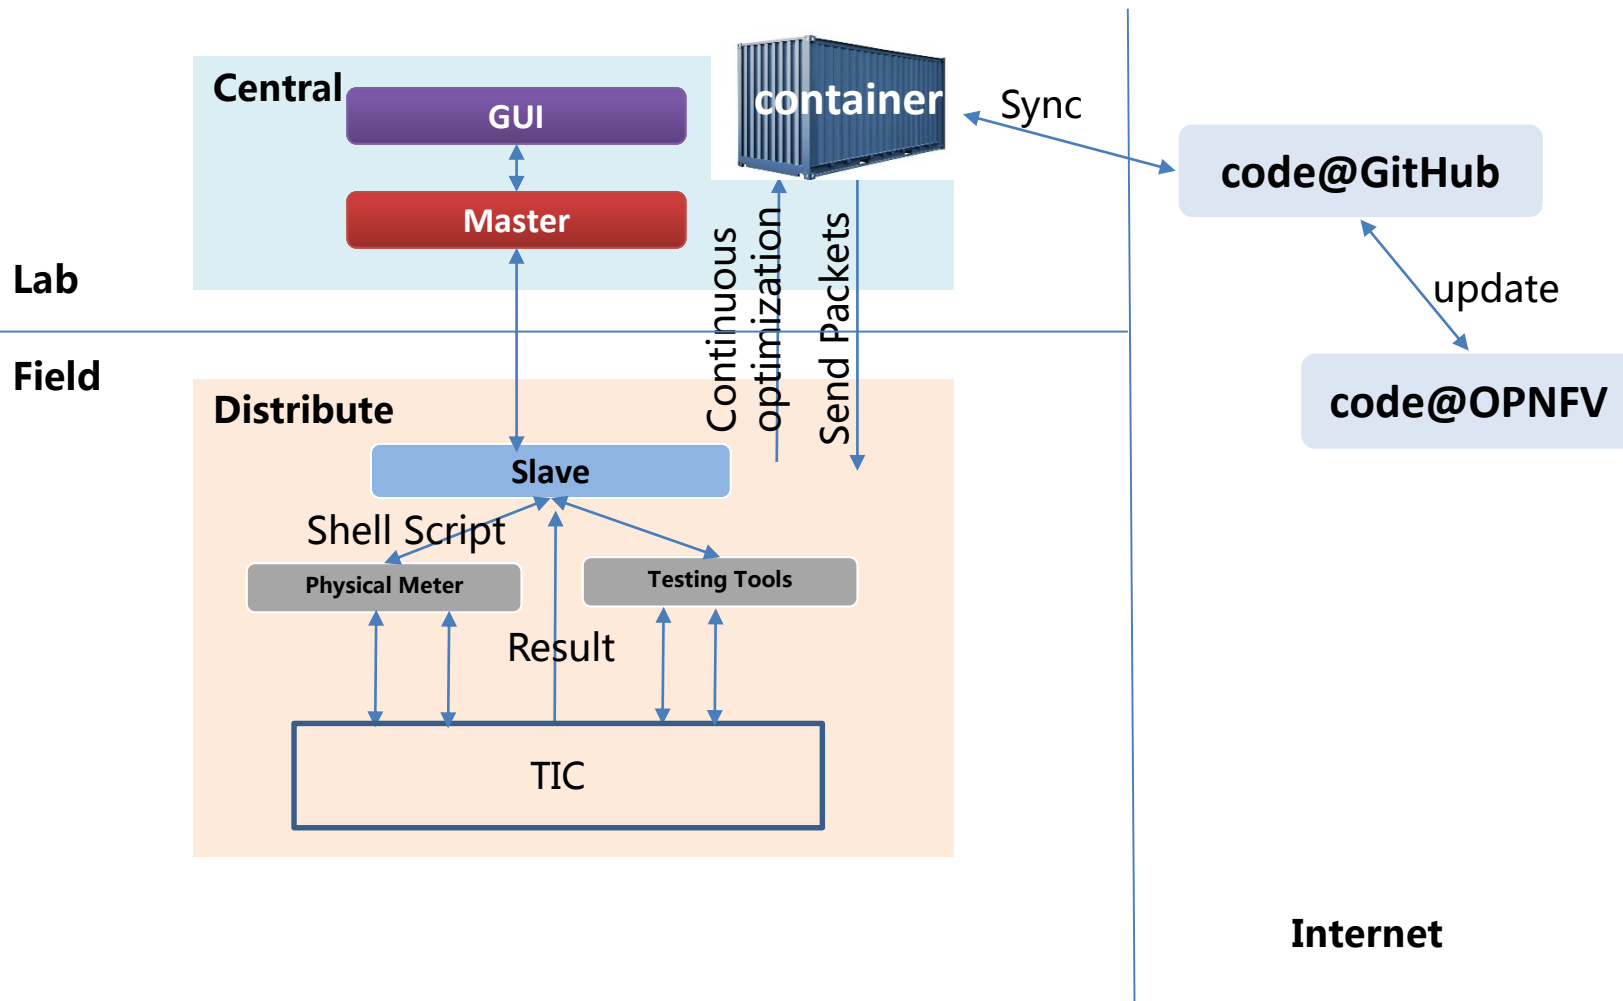 Central
GUI
Master
container
Sync
code@GitHub
update
code@OPNFV
Lab
Field
Continuous
optimization
Send Packets
Distribute
Slave
Shell Script
Physical Meter
Testing Tools
Result
TIC
Internet